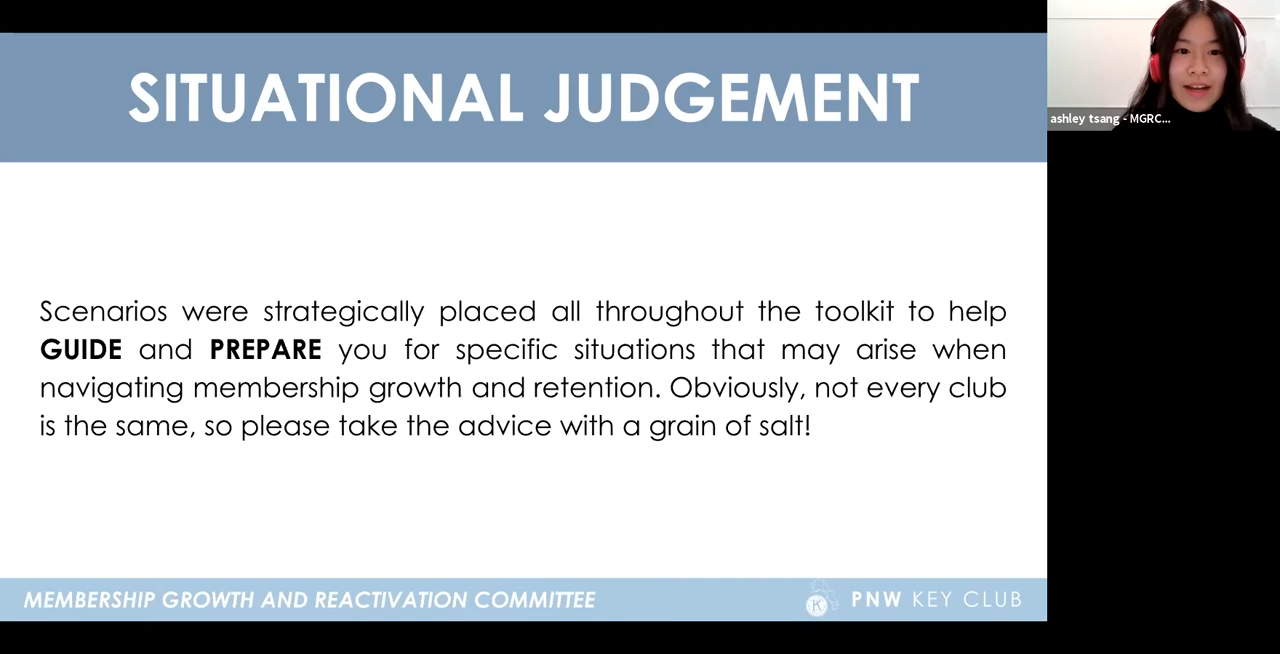 SITUATIONAL JUDGEMENT
ashley tsang - MGRC...
Scenarios were strategically placed all throughout the toolkit to help
GUIDE and PREPARE you for specific situations that may arise when
navigating membership growth and retention. Obviously, not every club
is the same, so please take the advice with a grain of salt!
MEMBERSHIP GROWTH AND REACTIVATION COMMITTEE
K
PNW KEY CLUB